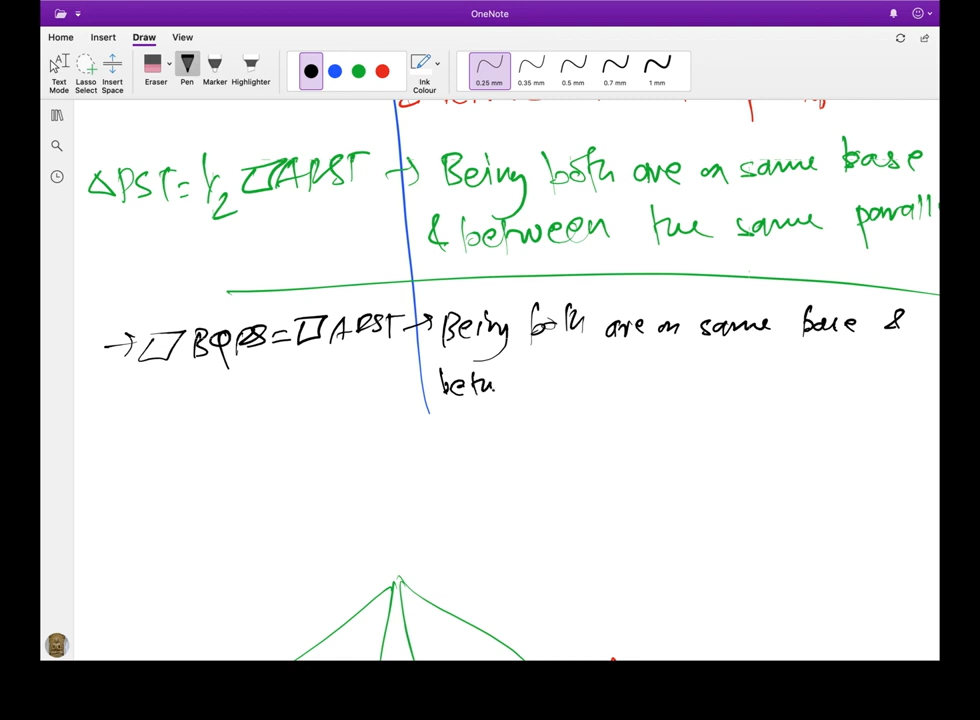 OneNote
Home Insert Draw View
Text Mode
Lasso Select
Insert Space
Eraser
Pen
Marker
Highlighter
Ink Colour
0.25 mm
0.35 mm
0.5 mm
0.7 mm
1 mm
ΔPST = 1/2 ▱ARST → Being both are on same base
& between the same parall
→ ▱ BQRS = ▱ ARST → Being both are on same base &
betw